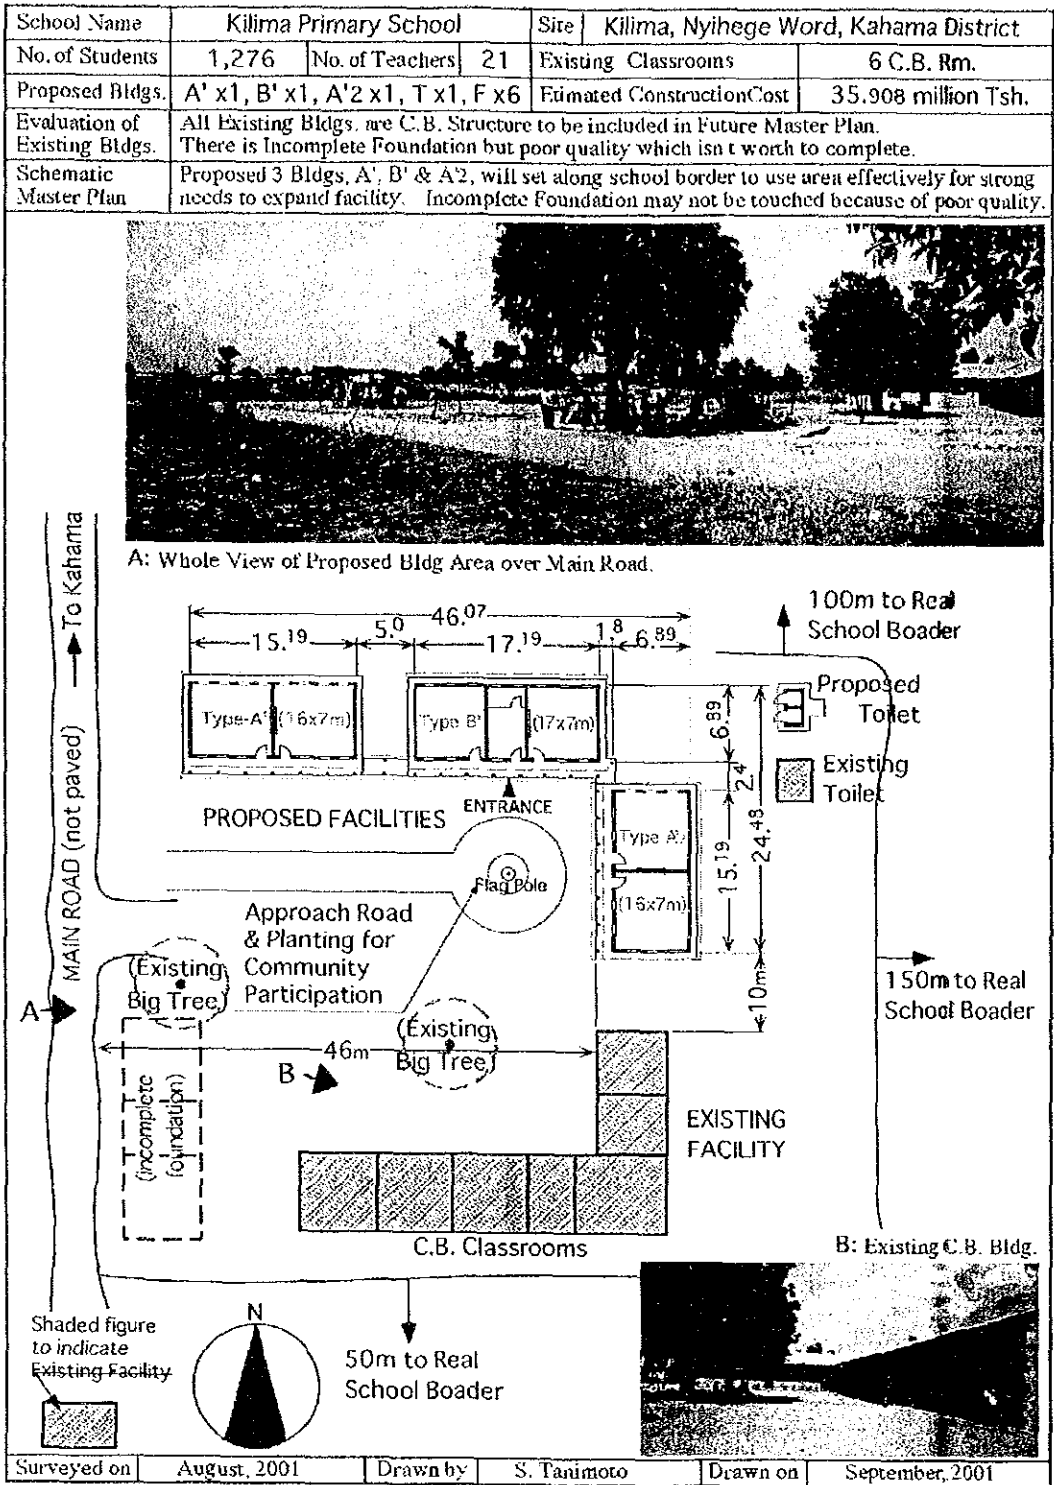 School Name Kilima Primary School Site Kilima, Nyihege Word, Kahama District
No. of Students 1,276 No. of Teachers 21 Existing Classrooms 6 C.B. Rm.
Proposed Bldgs. A' x1, B' x1, A'2 x1, T x1, F x6 Etimated ConstructionCost 35.908 million Tsh.
Evaluation of Existing Bldgs. All Existing Bldgs. are C.B. Structure to be included in Future Master Plan.
There is Incomplete Foundation but poor quality which isn t worth to complete.
Schematic Master Plan Proposed 3 Bldgs, A', B' & A'2, will set along school border to use area effectively for strong
needs to expand facility. Incomplete Foundation may not be touched because of poor quality.
A: Whole View of Proposed Bldg Area over Main Road.
To Kahama
MAIN ROAD (not paved)
46.07
15.19 5.0 17.19 1.8 6.89
100m to Real
School Boader
Type-A' (16x7m)
Type B' (17x7m)
6.89
2.4
15.19
24.48
10m
Proposed
Toilet
Existing
Toilet
PROPOSED FACILITIES
ENTRANCE
Type A'2
(16x7m)
Flag Pole
Approach Road
& Planting for
Community
Participation
(Existing
Big Tree)
150m to Real
School Boader
A
(Existing
Big Tree)
46m
B
(incomplete
foundation)
EXISTING
FACILITY
C.B. Classrooms
B: Existing C.B. Bldg.
N
Shaded figure
to indicate
Existing Facility
50m to Real
School Boader
Surveyed on August, 2001 Drawn by S. Tanimoto Drawn on September, 2001